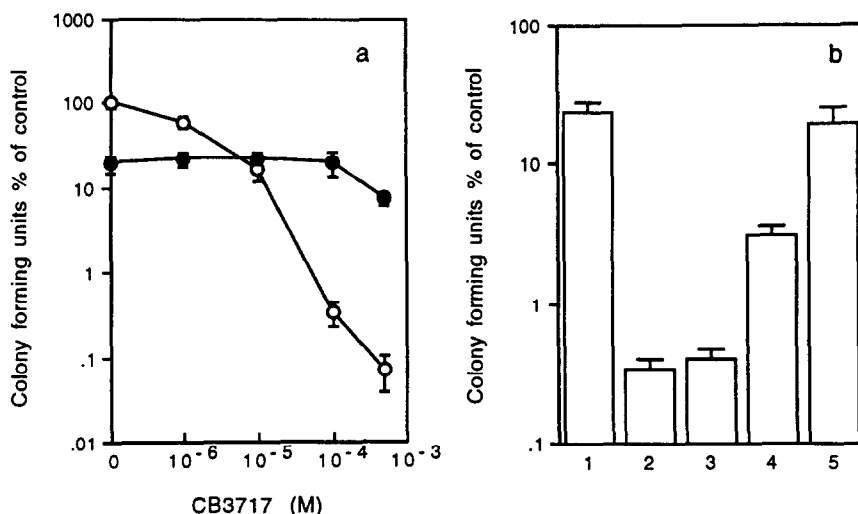 a
Colony forming units % of control
1000
100
10
1
.1
.01
0 10⁻⁶ 10⁻⁵ 10⁻⁴ 10⁻³
CB3717 (M)
b
Colony forming units % of control
100
10
1
.1
1 2 3 4 5